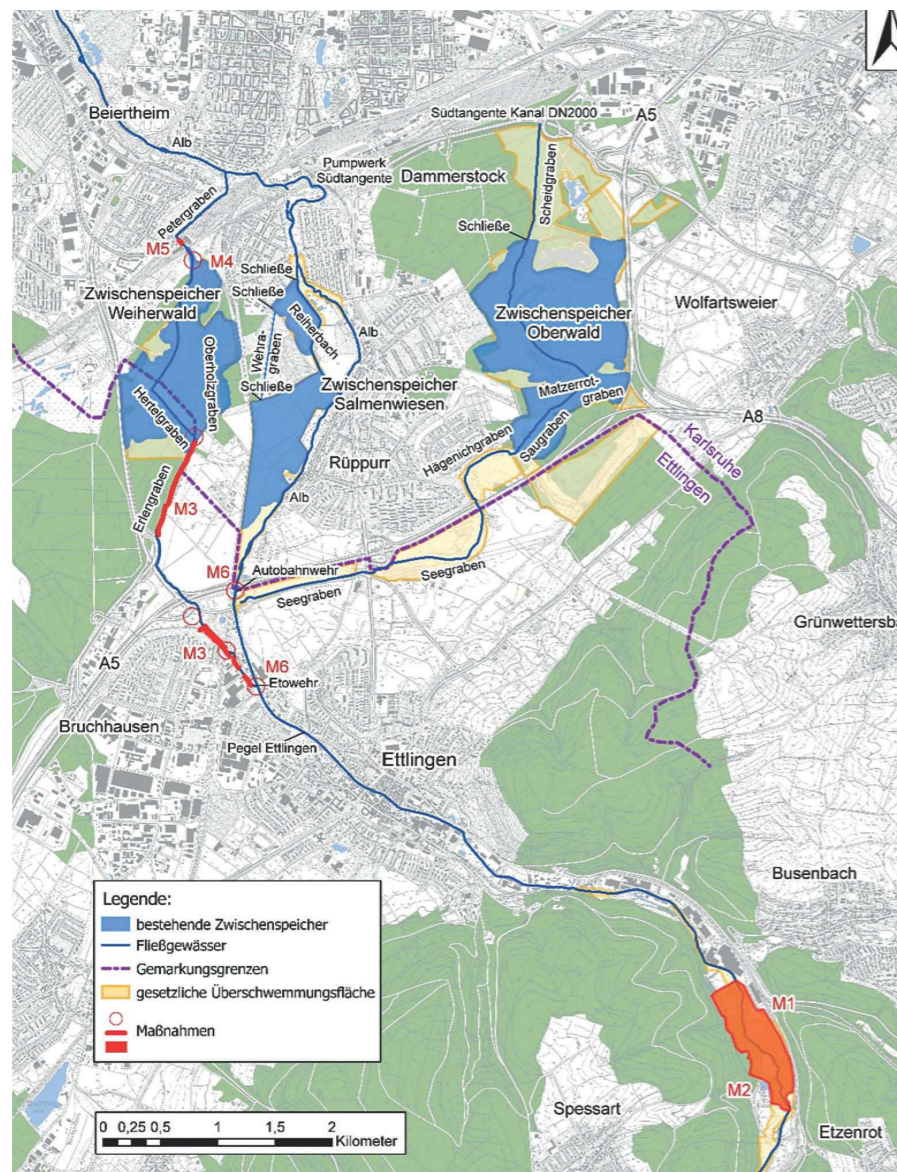 Südtangente Kanal DN2000
A5
Beiertheim
Alb
Pumpwerk
Südtangente
Dammerstock
Scheidgraben
Petergraben
Schließe
M5
M4
Schließe
Zwischenspeicher
Weiherwald
Schließe
Wolfartsweier
Zwischenspeicher
Oberwald
Reiherbach
Alb
Wehra-
graben
Oberholzgraben
Schließe
Zwischenspeicher
Salmenwiesen
Hertelgraben
Matzerrot-
graben
A8
Saugraben
Hägenichgraben
Karlsruhe
Ettlingen
Rüppurr
Erlengraben
Alb
M3
M6
Autobahnwehr
Seegraben
Seegraben
Grünwettersba
M3
M6
A5
Etowehr
Bruchhausen
Pegel Ettlingen
Ettlingen
Busenbach
Legende:
bestehende Zwischenspeicher
Fließgewässer
Gemarkungsgrenzen
gesetzliche Überschwemmungsfläche
Maßnahmen
M1
M2
Spessart
Etzenrot
0 0,25 0,5 1 1,5 2
Kilometer